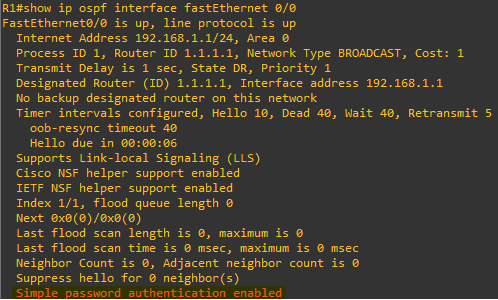 R1#show ip ospf interface fastEttherent 0/0
FastEthernet0/0 is up, line protocol is up
Internet Address 192.168.1.1/24, Area 0
Process ID 1, Router ID 1.1.1.1, Network Type BROADCAST, Cost: 1
Transmit Delay is 1 sec, State DR, Priority 1
Designated Router (ID) 1.1.1.1, Interface address 192.168.1.1
No backup designated router on this network
Timer intervals configured, Hello 10, Dead 40, Wait 40, Retransmit 5
oob-resync timeout 40
Hello due in 00:00:06
Supports Link-local Signaling (LLS)
Cisco NSF helper support enabled
IETF NSF helper support enabled
Index 1/1, flood queue length 0
Next 0x0(0)/0x0(0)
Last flood scan length is 0, maximum is 0
Last flood scan time is 0 msec, maximum is 0 msec
Neighbor Count is 0, Adjacent neighbor count is 0
Suppress hello for 0 neighbor(s)
Simple password authentication enabled